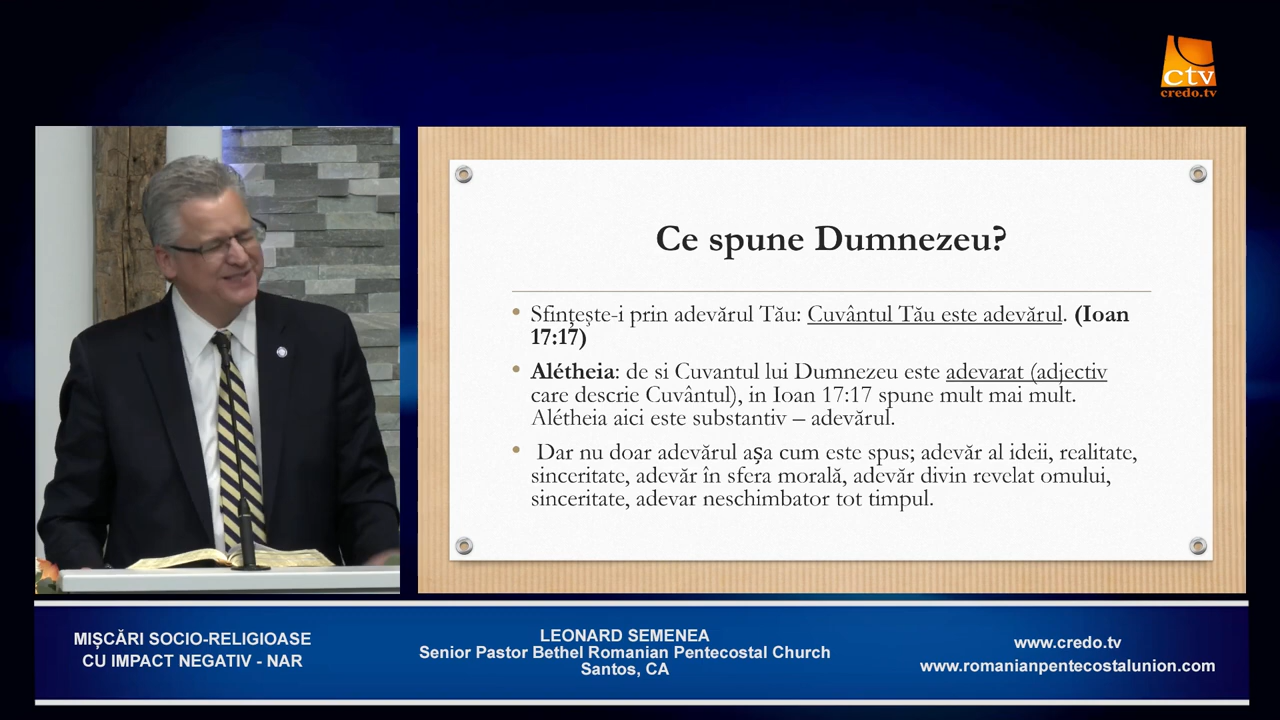 ctv
credo.tv
Ce spune Dumnezeu?
• Sfinţeşte-i prin adevărul Tău: Cuvântul Tău este adevărul. (Ioan
17:17)
• Alétheia: de si Cuvantul lui Dumnezeu este adevarat (adjectiv
care descrie Cuvântul), in Ioan 17:17 spune mult mai mult.
Alétheia aici este substantiv – adevărul.
• Dar nu doar adevărul așa cum este spus; adevăr al ideii, realitate,
sinceritate, adevăr în sfera morală, adevăr divin revelat omului,
sinceritate, adevar neschimbator tot timpul.
MIȘCĂRI SOCIO-RELIGIOASE
CU IMPACT NEGATIV - NAR
LEONARD SEMENEA
Senior Pastor Bethel Romanian Pentecostal Church
Santos, CA
www.credo.tv
www.romanianpentecostalunion.com